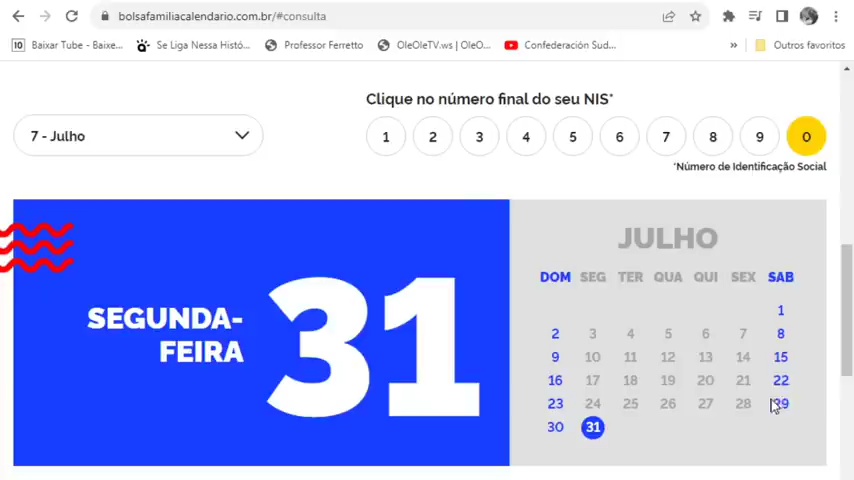 bolsafamiliacalendario.com.br/#consulta
10 Baixar Tube - Baixe... Se Liga Nessa Histó... Professor Ferretto OleOleTV.ws | OleO... Confederación Sud... » Outros favoritos
Clique no número final do seu NIS*
7 - Julho
1 2 3 4 5 6 7 8 9 0
*Número de Identificação Social
SEGUNDA-
FEIRA
31
JULHO
DOM SEG TER QUA QUI SEX SAB
1
2 3 4 5 6 7 8
9 10 11 12 13 14 15
16 17 18 19 20 21 22
23 24 25 26 27 28 29
30 31